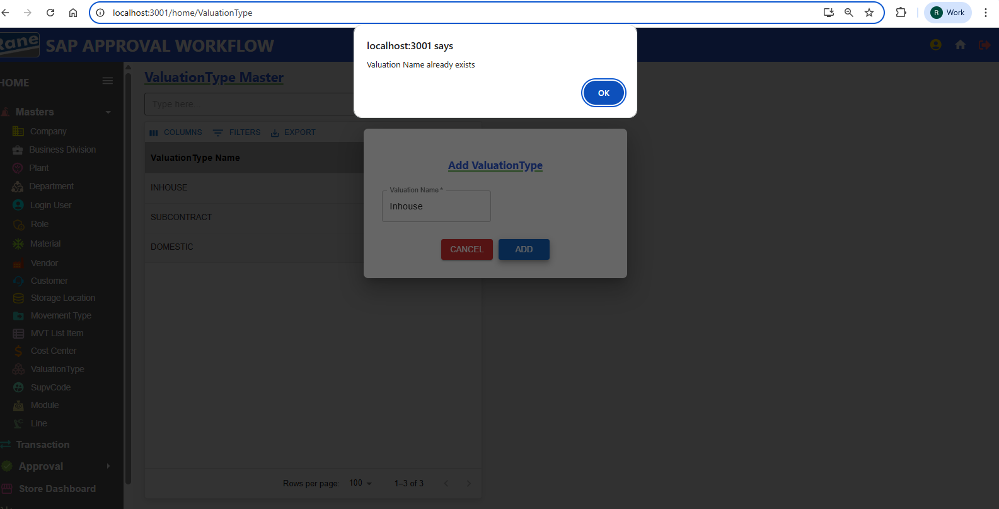 localhost:3001/home/ValuationType
R Work
Rane SAP APPROVAL WORKFLOW
localhost:3001 says
Valuation Name already exists
OK
HOME
Masters
Company
Business Division
Plant
Department
Login User
Role
Material
Vendor
Customer
Storage Location
Movement Type
MVT List Item
Cost Center
ValuationType
SupvCode
Module
Line
Transaction
Approval
Store Dashboard
ValuationType Master
Type here...
COLUMNS FILTERS EXPORT
ValuationType Name
INHOUSE
SUBCONTRACT
DOMESTIC
Rows per page: 100 1–3 of 3
Add ValuationType
Valuation Name *
Inhouse
CANCEL ADD